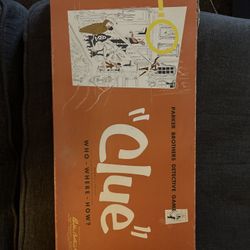 PARKER BROTHERS DETECTIVE GAME
"Clue"
WHO - WHERE - HOW?